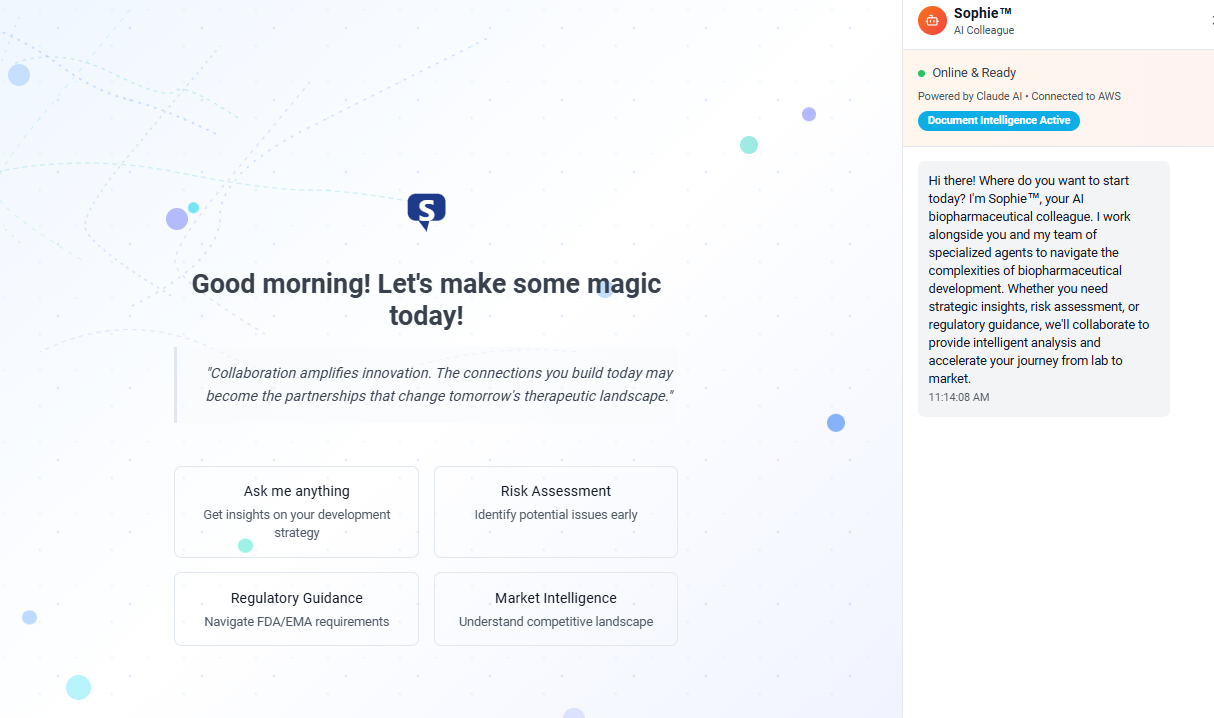 S
Good morning! Let's make some magic
today!
"Collaboration amplifies innovation. The connections you build today may
become the partnerships that change tomorrow's therapeutic landscape."
Ask me anything
Get insights on your development
strategy
Risk Assessment
Identify potential issues early
Regulatory Guidance
Navigate FDA/EMA requirements
Market Intelligence
Understand competitive landscape
Sophie™
AI Colleague
Online & Ready
Powered by Claude AI • Connected to AWS
Document Intelligence Active
Hi there! Where do you want to start
today? I'm Sophie™, your AI
biopharmaceutical colleague. I work
alongside you and my team of
specialized agents to navigate the
complexities of biopharmaceutical
development. Whether you need
strategic insights, risk assessment, or
regulatory guidance, we'll collaborate to
provide intelligent analysis and
accelerate your journey from lab to
market.
11:14:08 AM